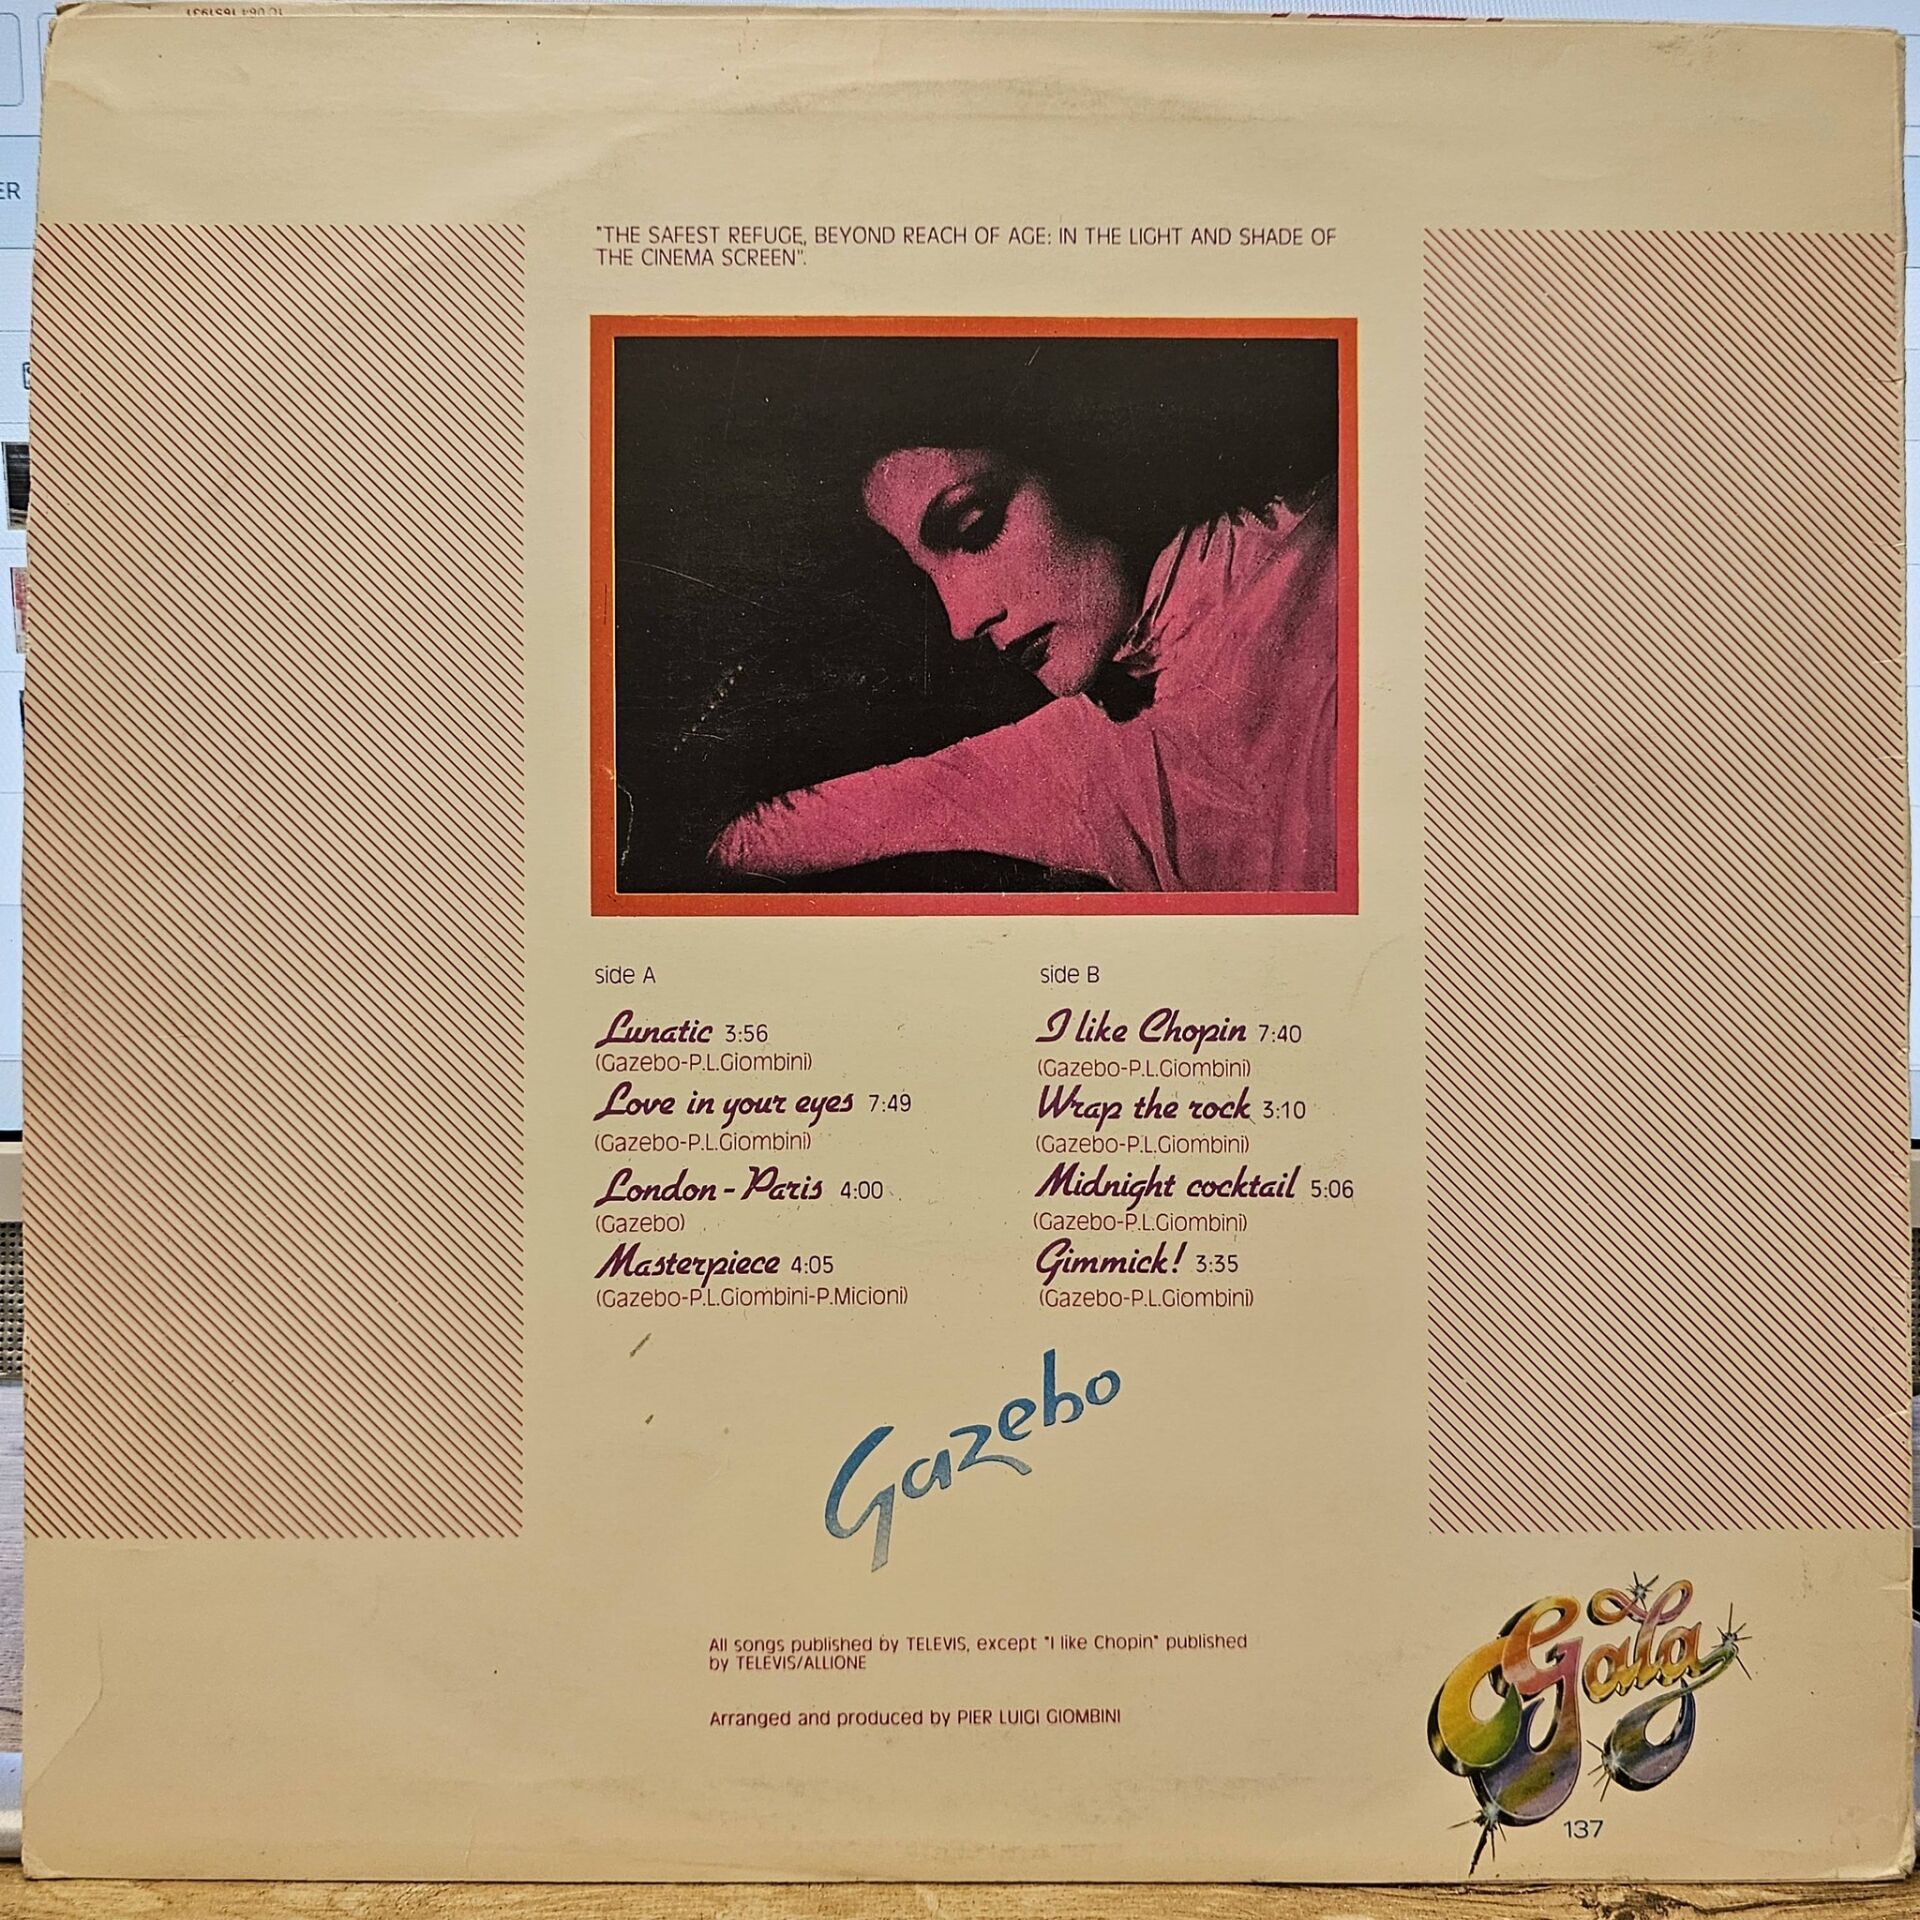 "THE SAFEST REFUGE, BEYOND REACH OF AGE: IN THE LIGHT AND SHADE OF
THE CINEMA SCREEN".
side A
Lunatic 3:56
(Gazebo-P.L.Giombini)
Love in your eyes 7:49
(Gazebo-P.L.Giombini)
London - Paris 4:00
(Gazebo)
Masterpiece 4:05
(Gazebo-P.L.Giombini-P.Micioni)
side B
I like Chopin 7:40
(Gazebo-P.L.Giombini)
Wrap the rock 3:10
(Gazebo-P.L.Giombini)
Midnight cocktail 5:06
(Gazebo-P.L.Giombini)
Gimmick! 3:35
(Gazebo-P.L.Giombini)
Gazebo
All songs published by TELEVIS, except "I like Chopin" published
by TELEVIS/ALLIONE
Arranged and produced by PIER LUIGI GIOMBINI
Gala
137
ER